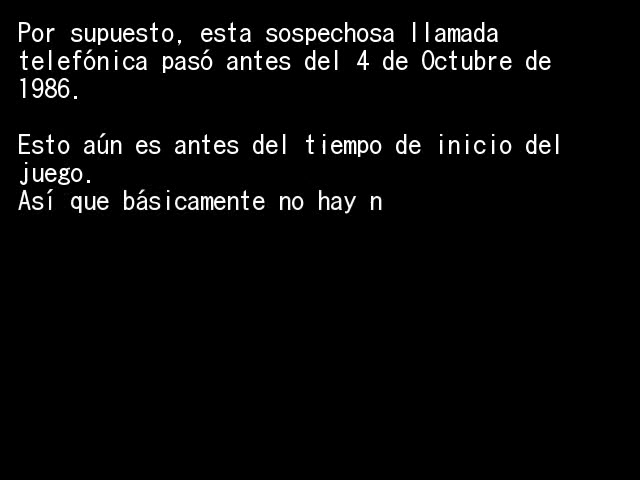 Por supuesto, esta sospechosa llamada
telefónica pasó antes del 4 de Octubre de
1986.
Esto aún es antes del tiempo de inicio del
juego.
Así que básicamente no hay n